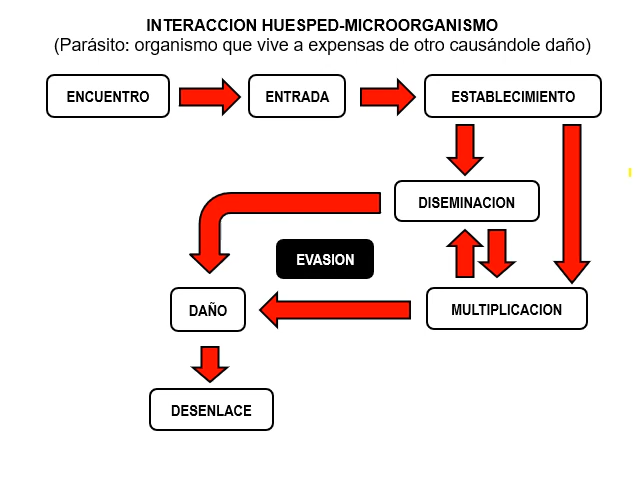 INTERACCION HUESPED-MICROORGANISMO
(Parásito: organismo que vive a expensas de otro causándole daño)
ENCUENTRO
ENTRADA
ESTABLECIMIENTO
DISEMINACION
EVASION
DAÑO
MULTIPLICACION
DESENLACE